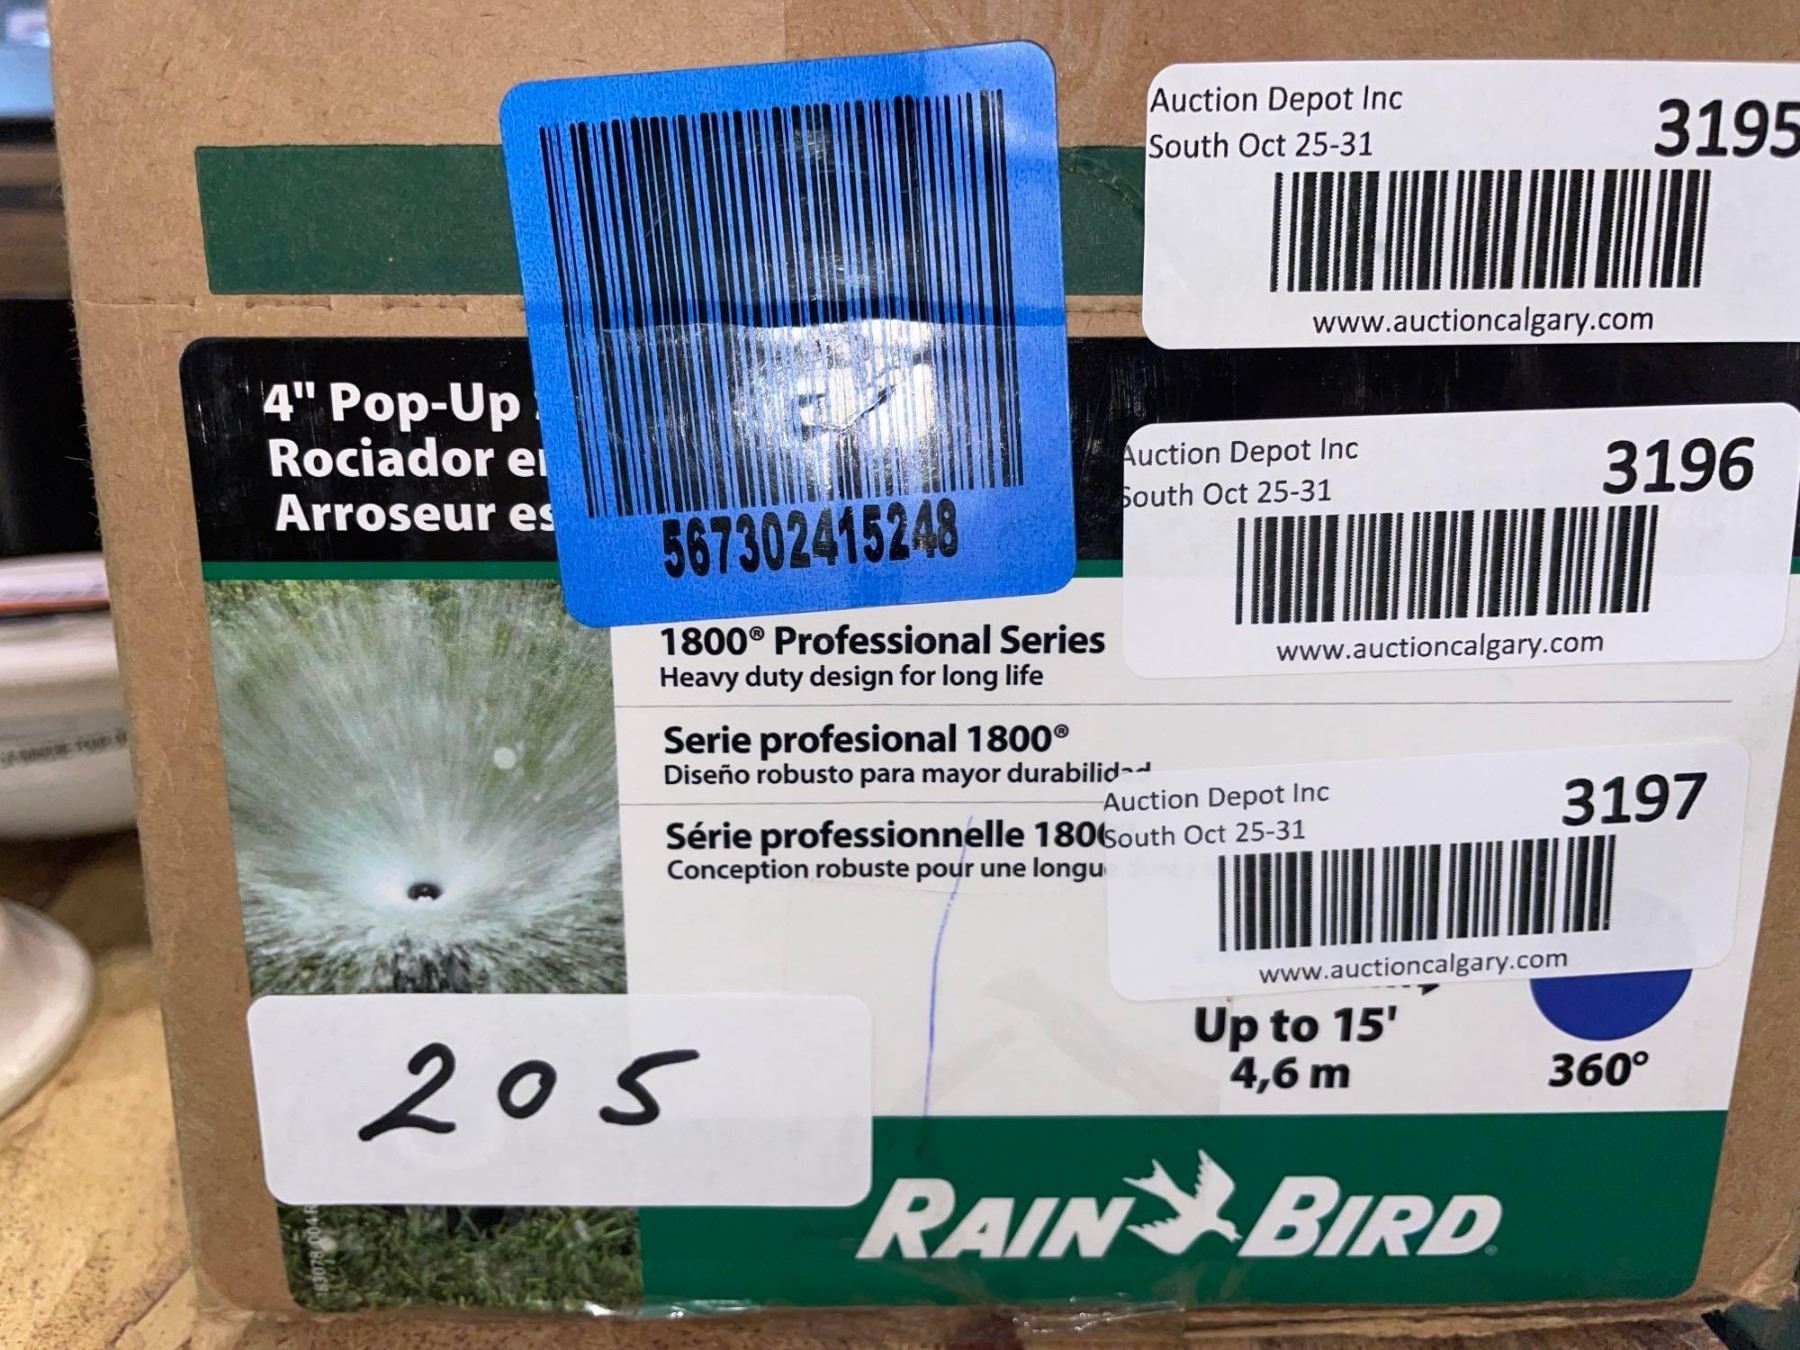 Auction Depot Inc
South Oct 25-31
3195
www.auctioncalgary.com
4" Pop-Up
Rociador
Arroseur
567302415248
Auction Depot Inc
South Oct 25-31
3196
www.auctioncalgary.com
1800® Professional Series
Heavy duty design for long life
Serie profesional 1800®
Diseño robusto para mayor durabilidad
Série professionnelle 180
Conception robuste pour une longu
Auction Depot Inc
South Oct 25-31
3197
www.auctioncalgary.com
Up to 15'
4,6 m
360°
205
RAIN BIRD